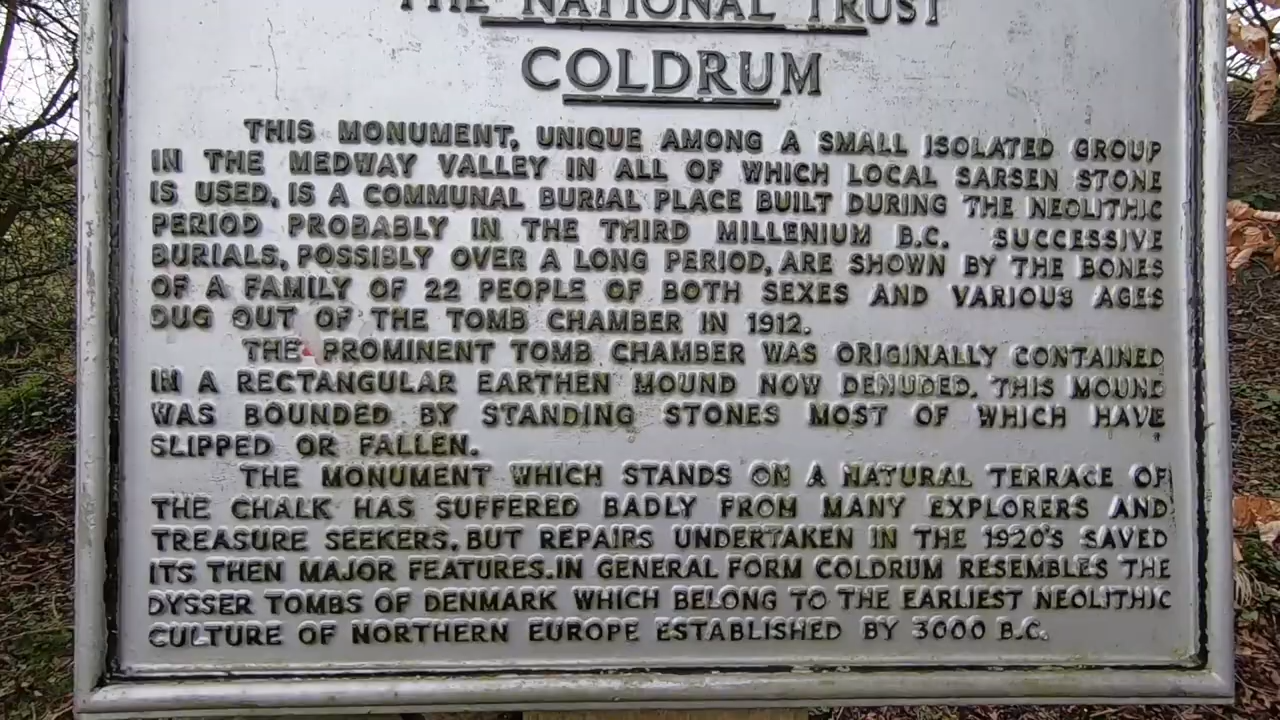 THE NATIONAL TRUST
COLDRUM
THIS MONUMENT, UNIQUE AMONG A SMALL ISOLATED GROUP
IN THE MEDWAY VALLEY IN ALL OF WHICH LOCAL SARSEN STONE
IS USED, IS A COMMUNAL BURIAL PLACE BUILT DURING THE NEOLITHIC
PERIOD PROBABLY IN THE THIRD MILLENIUM B.C. SUCCESSIVE
BURIALS, POSSIBLY OVER A LONG PERIOD, ARE SHOWN BY THE BONES
OF A FAMILY OF 22 PEOPLE OF BOTH SEXES AND VARIOUS AGES
DUG OUT OF THE TOMB CHAMBER IN 1912.
THE PROMINENT TOMB CHAMBER WAS ORIGINALLY CONTAINED
IN A RECTANGULAR EARTHEN MOUND NOW DENUDED. THIS MOUND
WAS BOUNDED BY STANDING STONES MOST OF WHICH HAVE
SLIPPED OR FALLEN.
THE MONUMENT WHICH STANDS ON A NATURAL TERRACE OF
THE CHALK HAS SUFFERED BADLY FROM MANY EXPLORERS AND
TREASURE SEEKERS, BUT REPAIRS UNDERTAKEN IN THE 1920'S SAVED
ITS THEN MAJOR FEATURES. IN GENERAL FORM COLDRUM RESEMBLES THE
DYSSER TOMBS OF DENMARK WHICH BELONG TO THE EARLIEST NEOLITHIC
CULTURE OF NORTHERN EUROPE ESTABLISHED BY 3000 B.C.